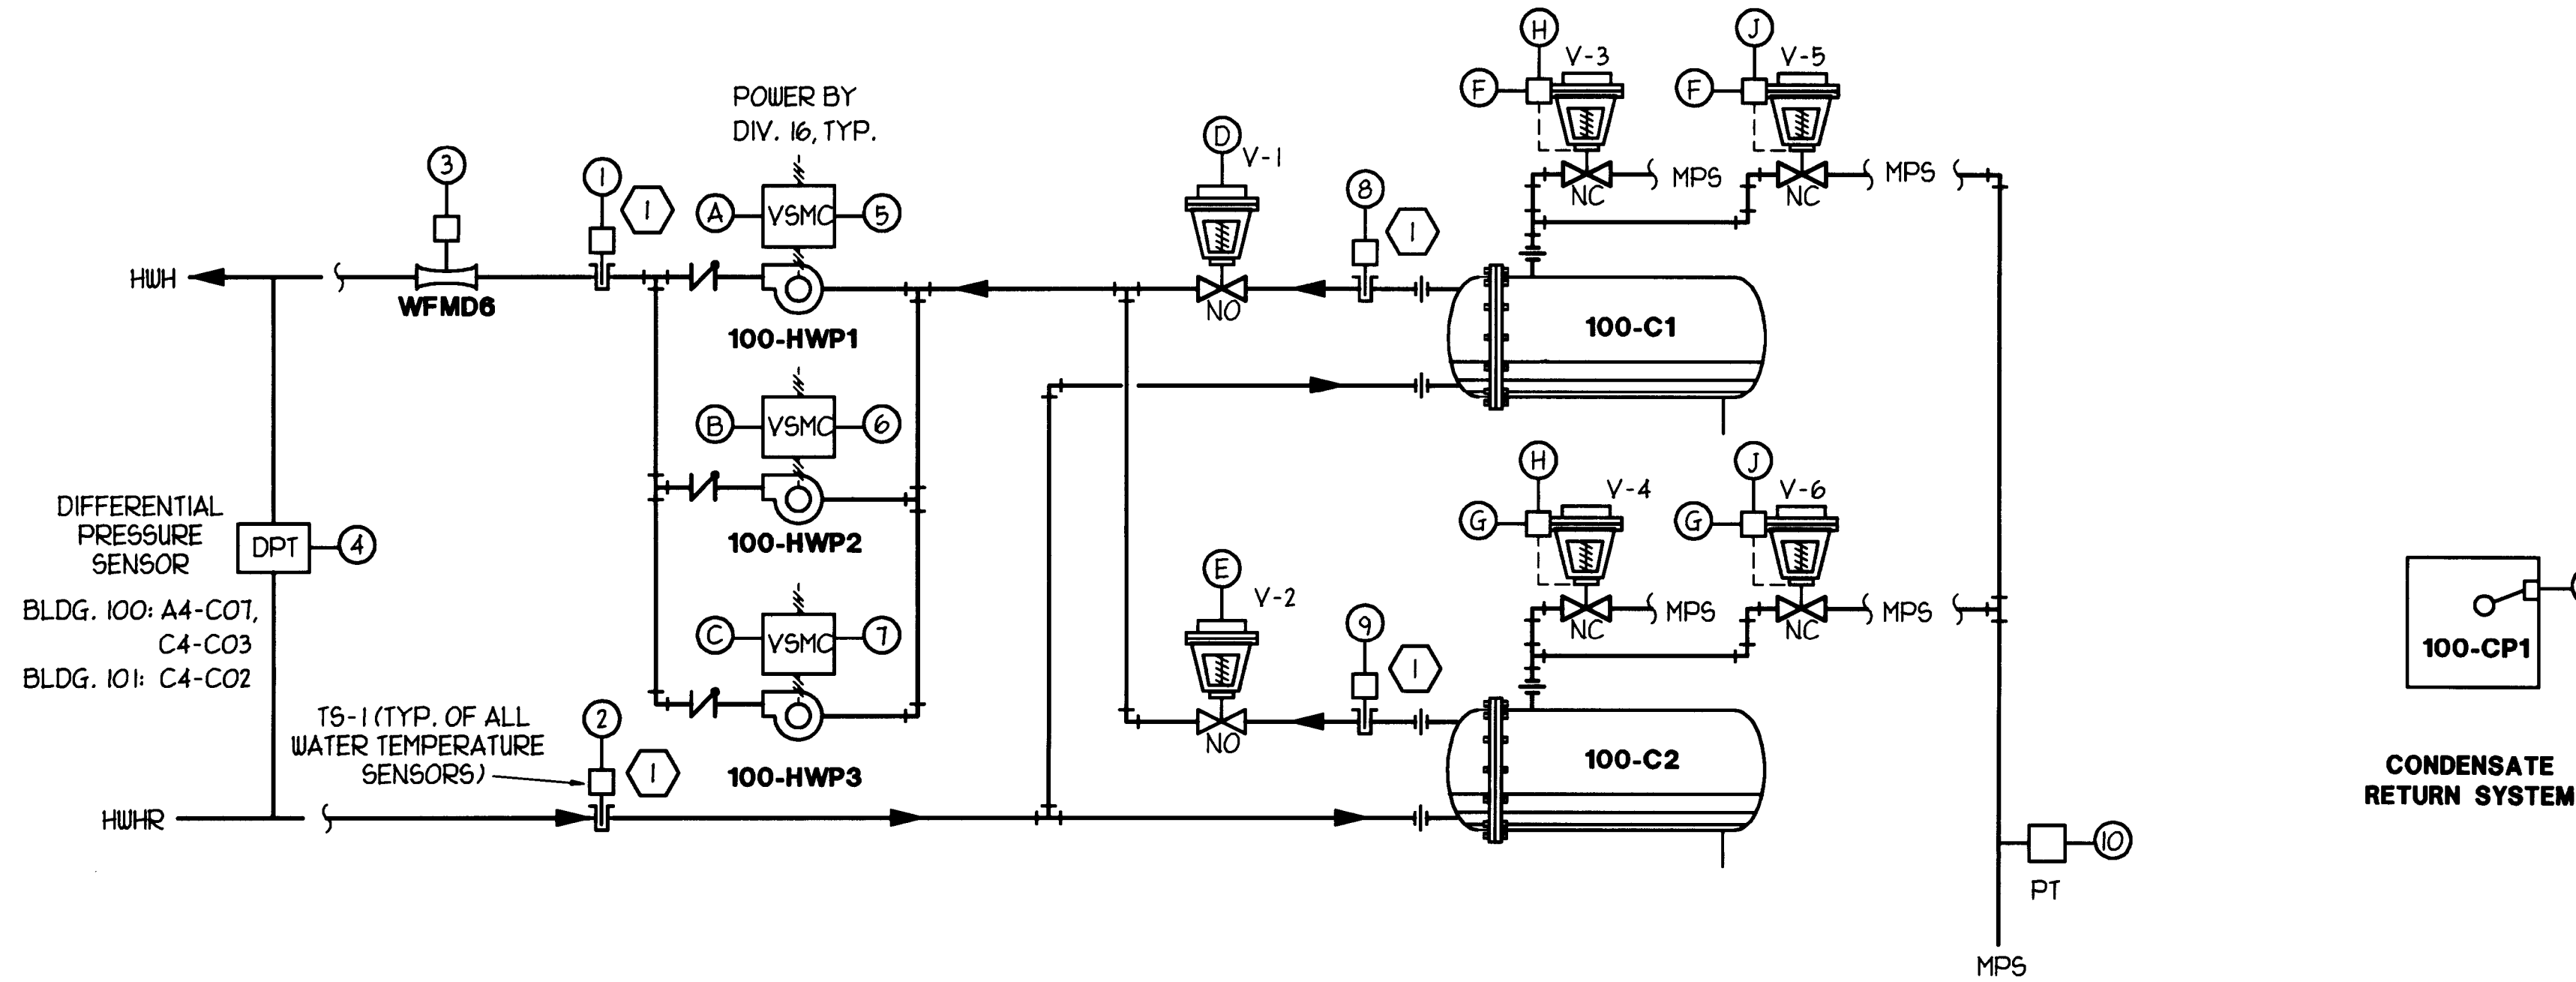 H
J
V-3
V-5
F
F
POWER BY
DIV. 16, TYP.
D
V-1
3
1
1
8
1
MPS
MPS
NC
NC
A
VSMC
5
HWH
WFMD6
NO
100-HWP1
100-C1
B
VSMC
6
H
J
V-4
V-6
G
G
DIFFERENTIAL
PRESSURE
SENSOR
DPT
4
100-HWP2
E
V-2
BLDG. 100: A4-C07,
C4-C03
BLDG. 101: C4-C02
C
VSMC
7
9
1
MPS
MPS
NC
NC
100-CP1
TS-1 (TYP. OF ALL
WATER TEMPERATURE
SENSORS)
2
1
100-HWP3
NO
100-C2
CONDENSATE
RETURN SYSTEM
HWHR
10
PT
MPS